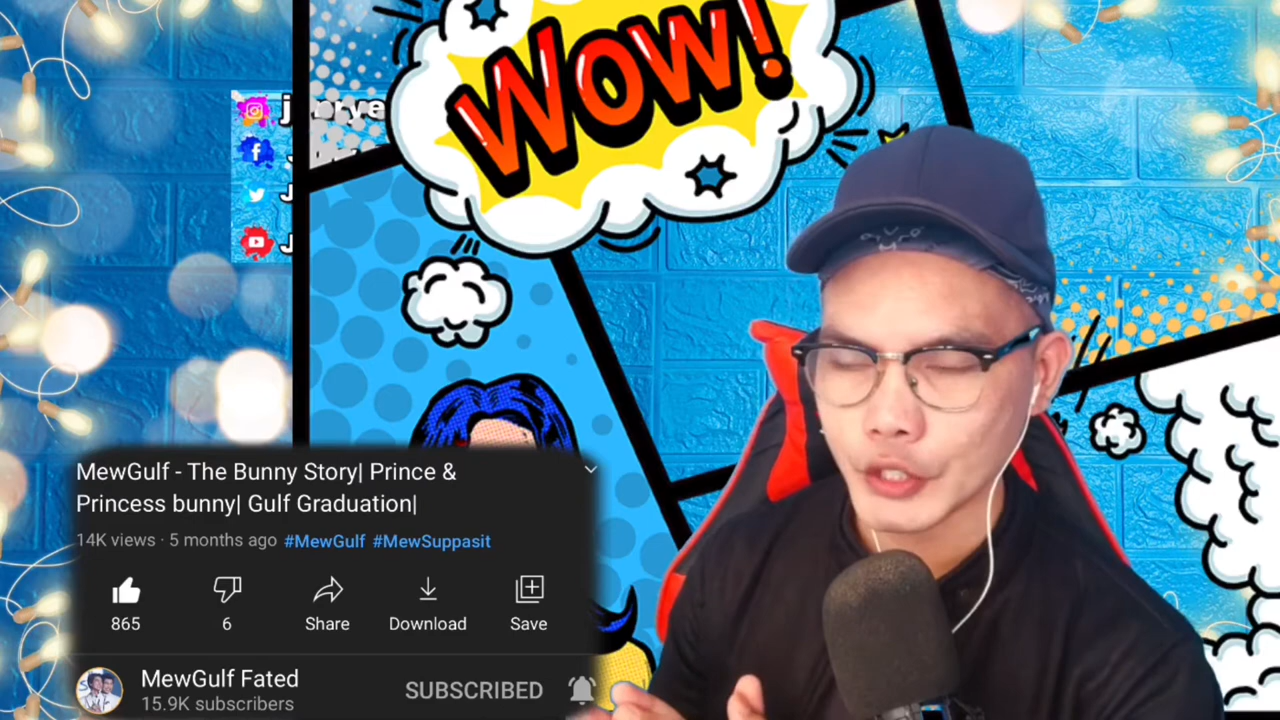 Wow!
MewGulf - The Bunny Story| Prince &
Princess bunny| Gulf Graduation|
14K views · 5 months ago #MewGulf #MewSuppasit
865 6 Share Download Save
MewGulf Fated
15.9K subscribers
SUBSCRIBED